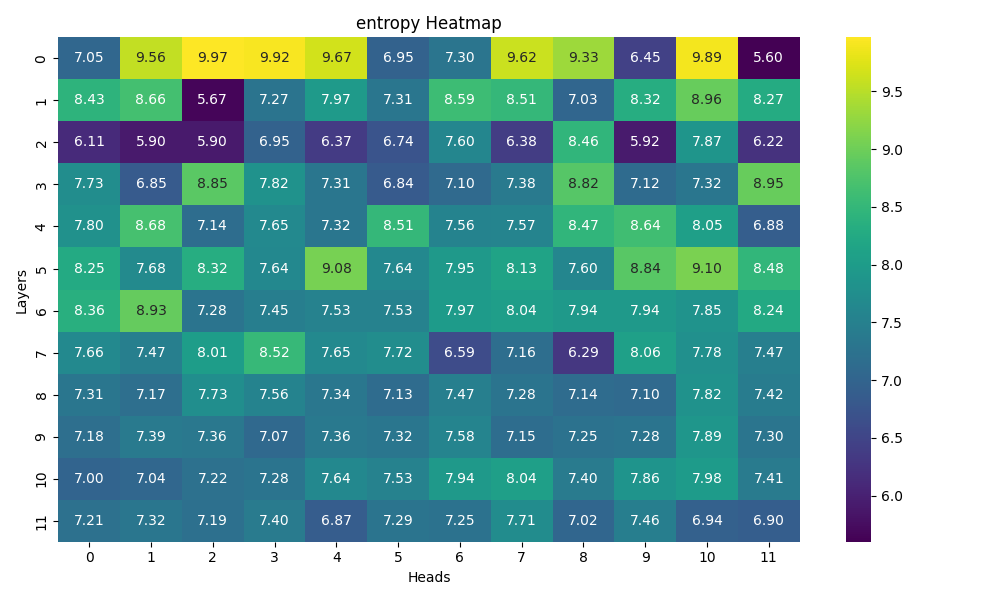 entropy Heatmap
0 7.05 9.56 9.97 9.92 9.67 6.95 7.30 9.62 9.33 6.45 9.89 5.60
1 8.43 8.66 5.67 7.27 7.97 7.31 8.59 8.51 7.03 8.32 8.96 8.27
2 6.11 5.90 5.90 6.95 6.37 6.74 7.60 6.38 8.46 5.92 7.87 6.22
3 7.73 6.85 8.85 7.82 7.31 6.84 7.10 7.38 8.82 7.12 7.32 8.95
4 7.80 8.68 7.14 7.65 7.32 8.51 7.56 7.57 8.47 8.64 8.05 6.88
5 8.25 7.68 8.32 7.64 9.08 7.64 7.95 8.13 7.60 8.84 9.10 8.48
6 8.36 8.93 7.28 7.45 7.53 7.53 7.97 8.04 7.94 7.94 7.85 8.24
7 7.66 7.47 8.01 8.52 7.65 7.72 6.59 7.16 6.29 8.06 7.78 7.47
8 7.31 7.17 7.73 7.56 7.34 7.13 7.47 7.28 7.14 7.10 7.82 7.42
9 7.18 7.39 7.36 7.07 7.36 7.32 7.58 7.15 7.25 7.28 7.89 7.30
10 7.00 7.04 7.22 7.28 7.64 7.53 7.94 8.04 7.40 7.86 7.98 7.41
11 7.21 7.32 7.19 7.40 6.87 7.29 7.25 7.71 7.02 7.46 6.94 6.90
0 1 2 3 4 5 6 7 8 9 10 11
Heads
Layers
9.5
9.0
8.5
8.0
7.5
7.0
6.5
6.0